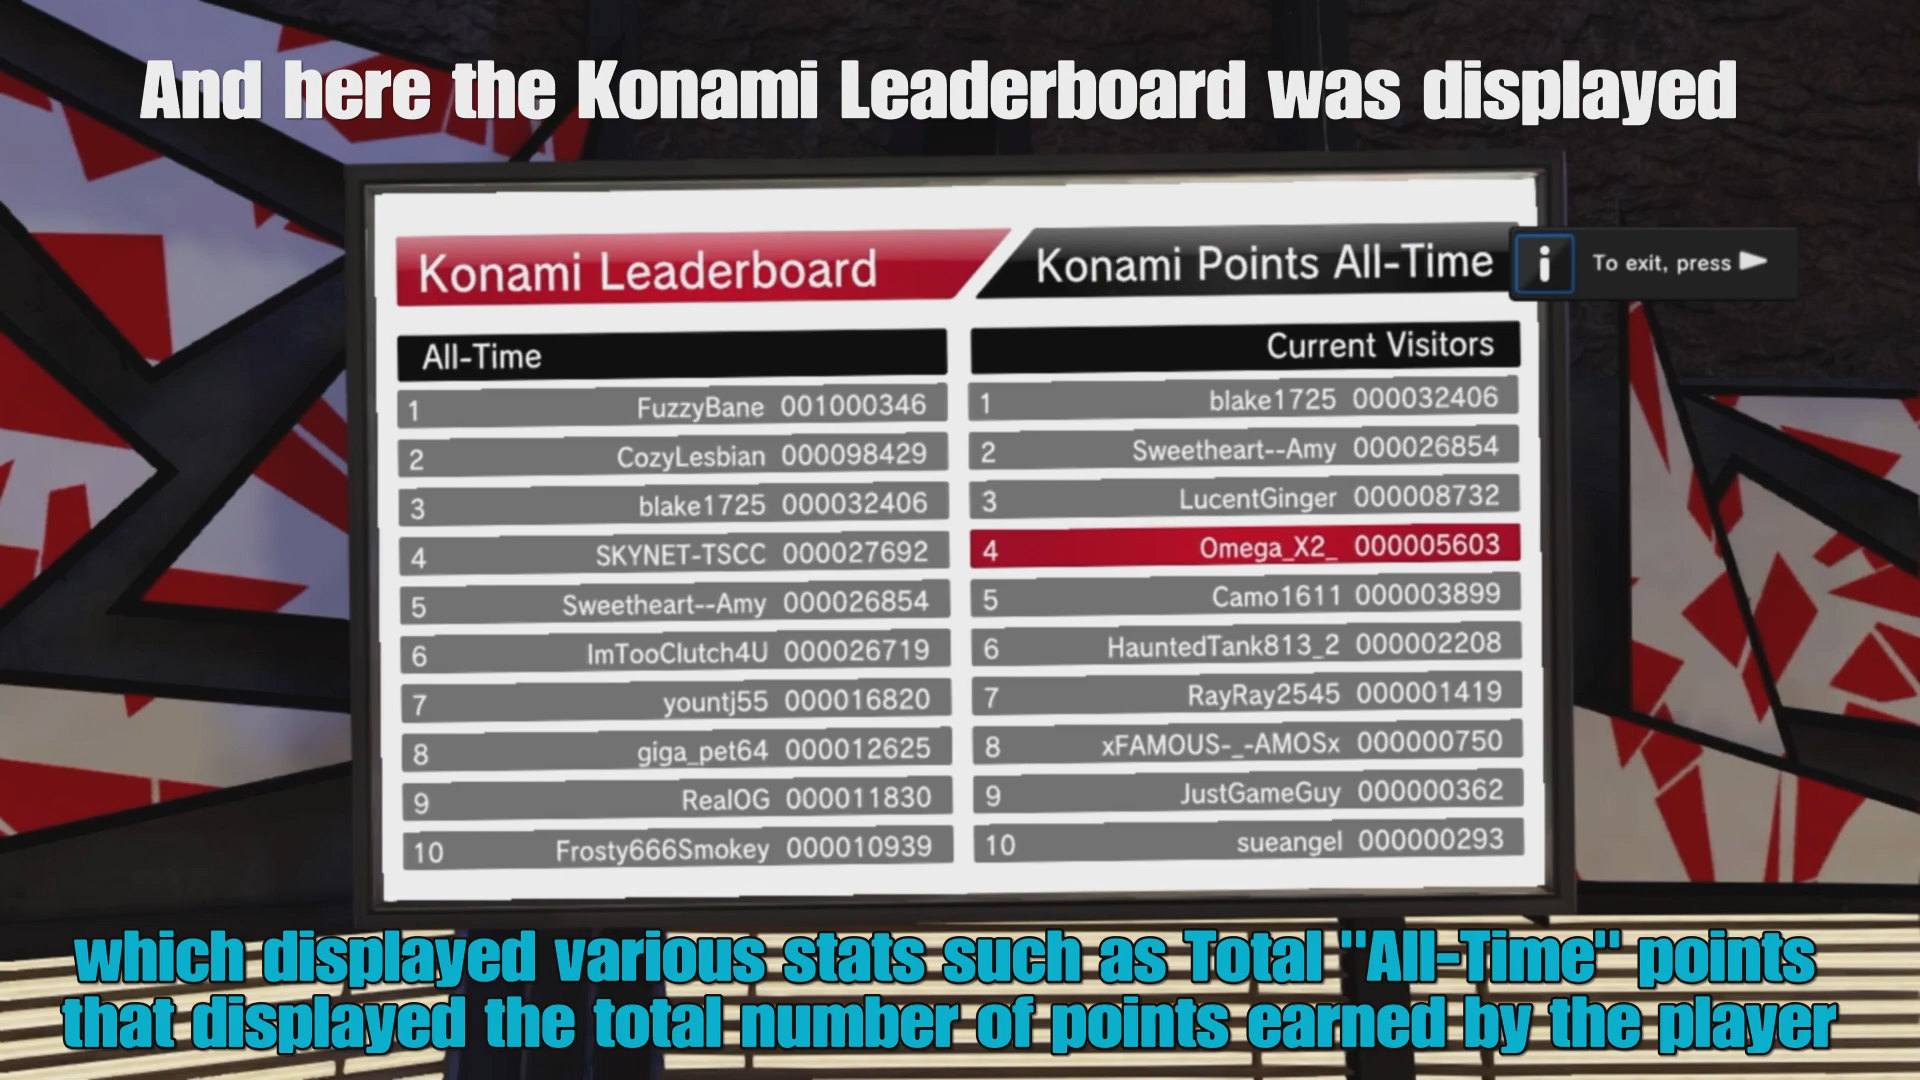 And here the Konami Leaderboard was displayed
Konami Leaderboard
Konami Points All-Time
To exit, press
All-Time
1 FuzzyBane 001000346
2 CozyLesbian 000098429
3 blake1725 000032406
4 SKYNET-TSCC 000027692
5 Sweetheart--Amy 000026854
6 ImTooClutch4U 000026719
7 yountj55 000016820
8 giga_pet64 000012625
9 RealOG 000011830
10 Frosty666Smokey 000010939
Current Visitors
1 blake1725 000032406
2 Sweetheart--Amy 000026854
3 LucentGinger 000008732
4 Omega_X2_ 000005603
5 Camo1611 000003899
6 HauntedTank813_2 000002208
7 RayRay2545 000001419
8 xFAMOUS-_-AMOSx 000000750
9 JustGameGuy 000000362
10 sueangel 000000293
which displayed various stats such as Total "All-Time" points
that displayed the total number of points earned by the player